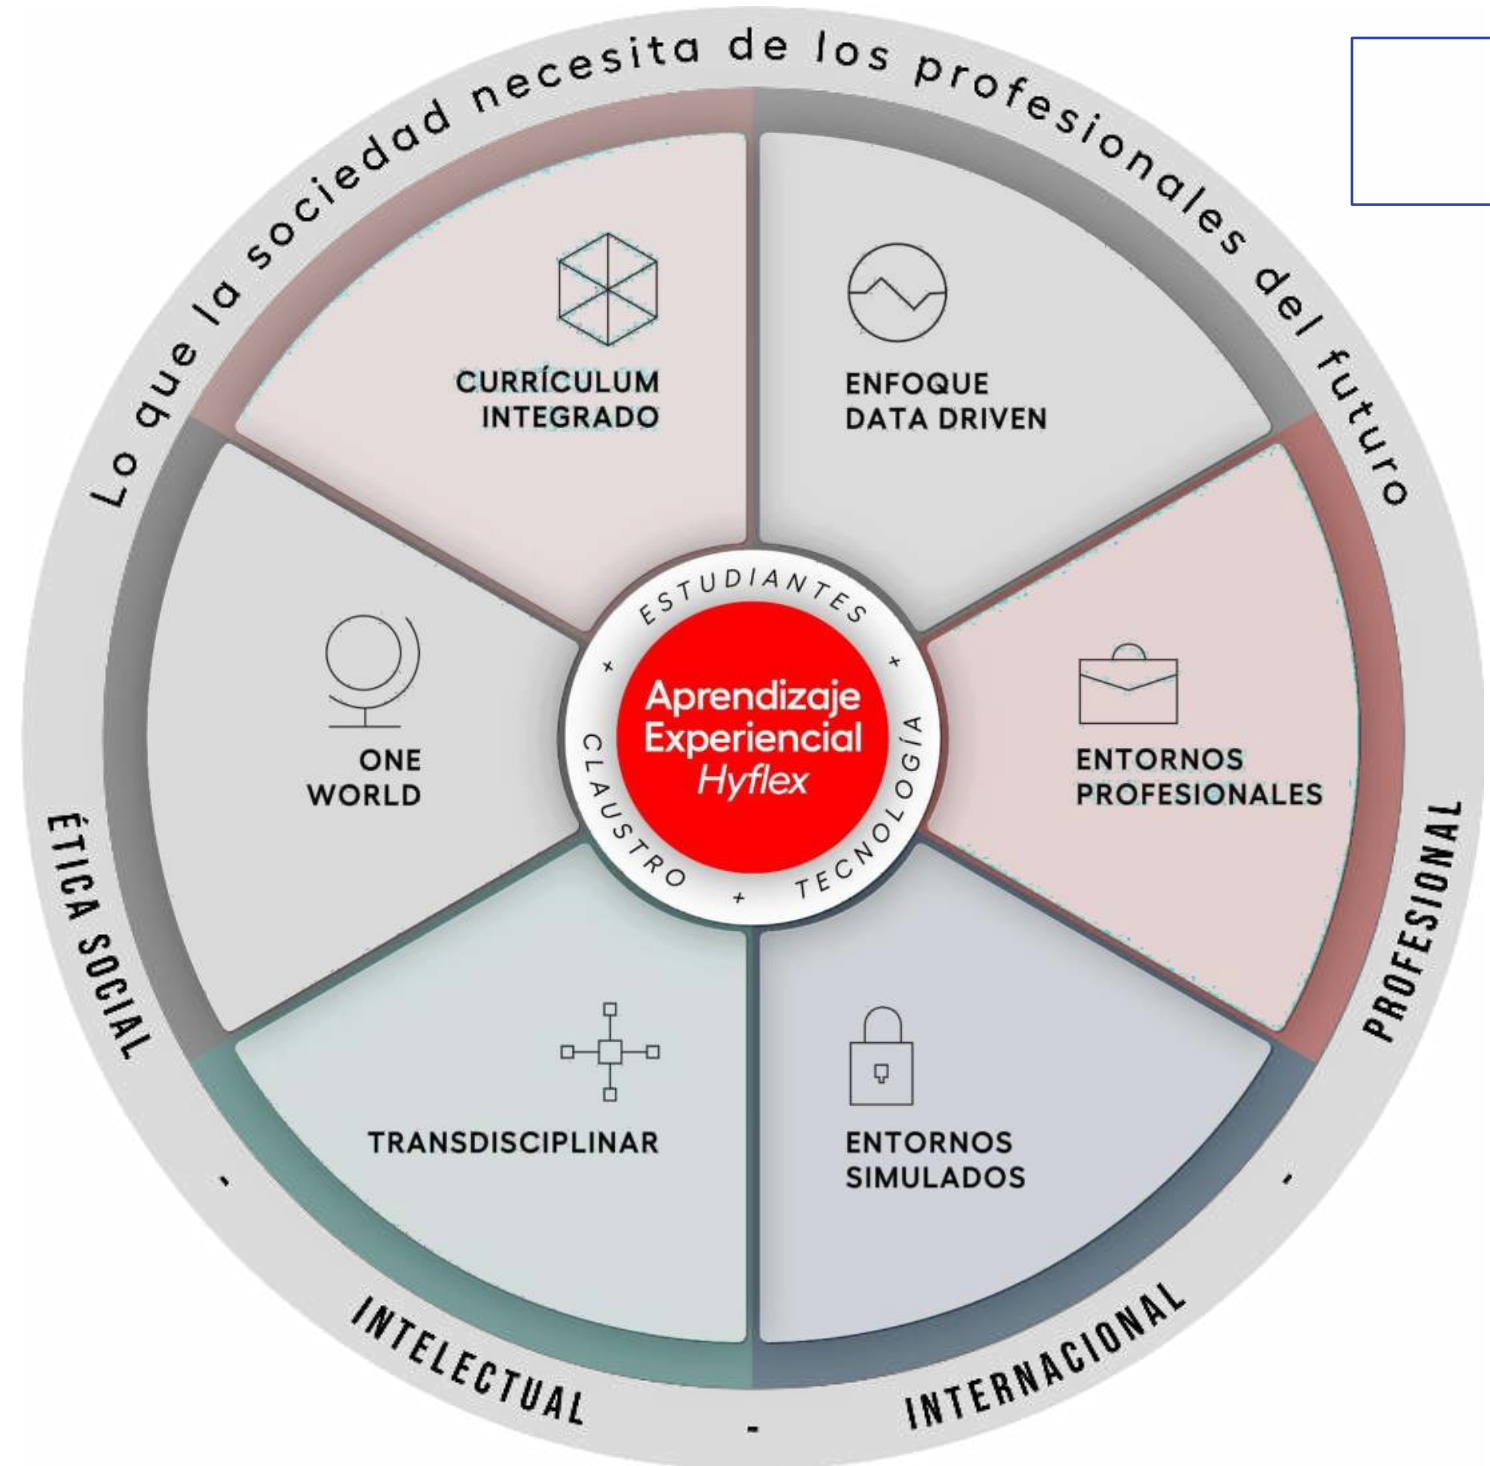 Lo que la sociedad necesita de los profesionales del futuro
CURRÍCULUM
INTEGRADO
ENFOQUE
DATA DRIVEN
ONE
WORLD
ESTUDIANTES
+
+
Aprendizaje
Experiencial
Hyflex
CLAUSTRO
+
TECNOLOGÍA
ENTORNOS
PROFESIONALES
TRANSDISCIPLINAR
ENTORNOS
SIMULADOS
ÉTICA SOCIAL
-
INTELECTUAL
-
INTERNACIONAL
-
PROFESIONAL